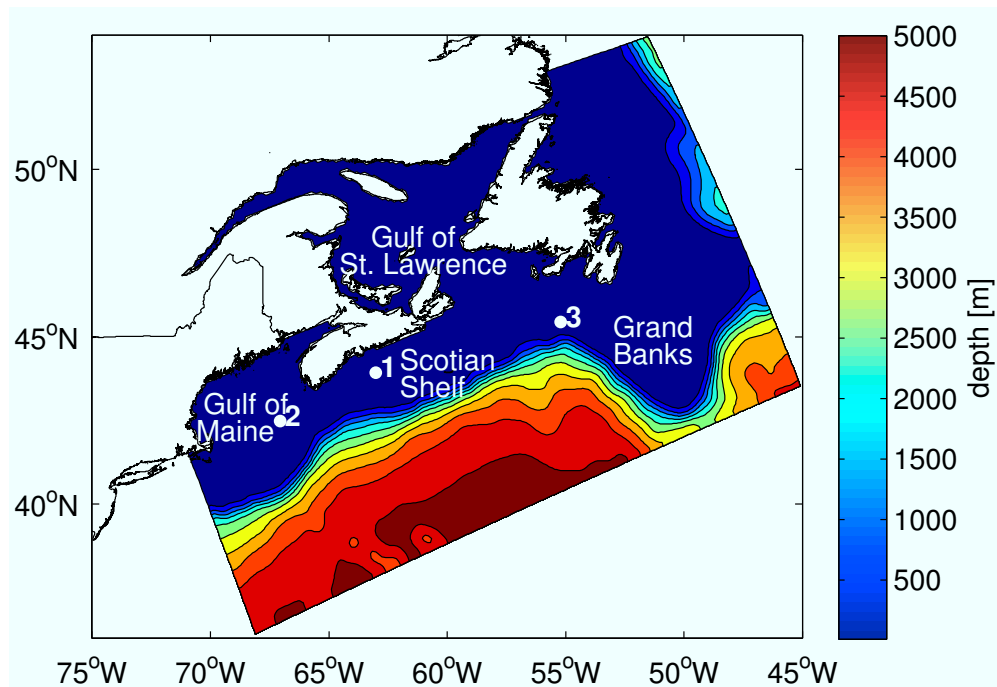 50°N
45°N
40°N
75°W 70°W 65°W 60°W 55°W 50°W 45°W
Gulf of
St. Lawrence
3
Grand
Banks
1 Scotian
Shelf
Gulf of
Maine 2
5000
4500
4000
3500
3000
2500
2000
1500
1000
500
depth [m]